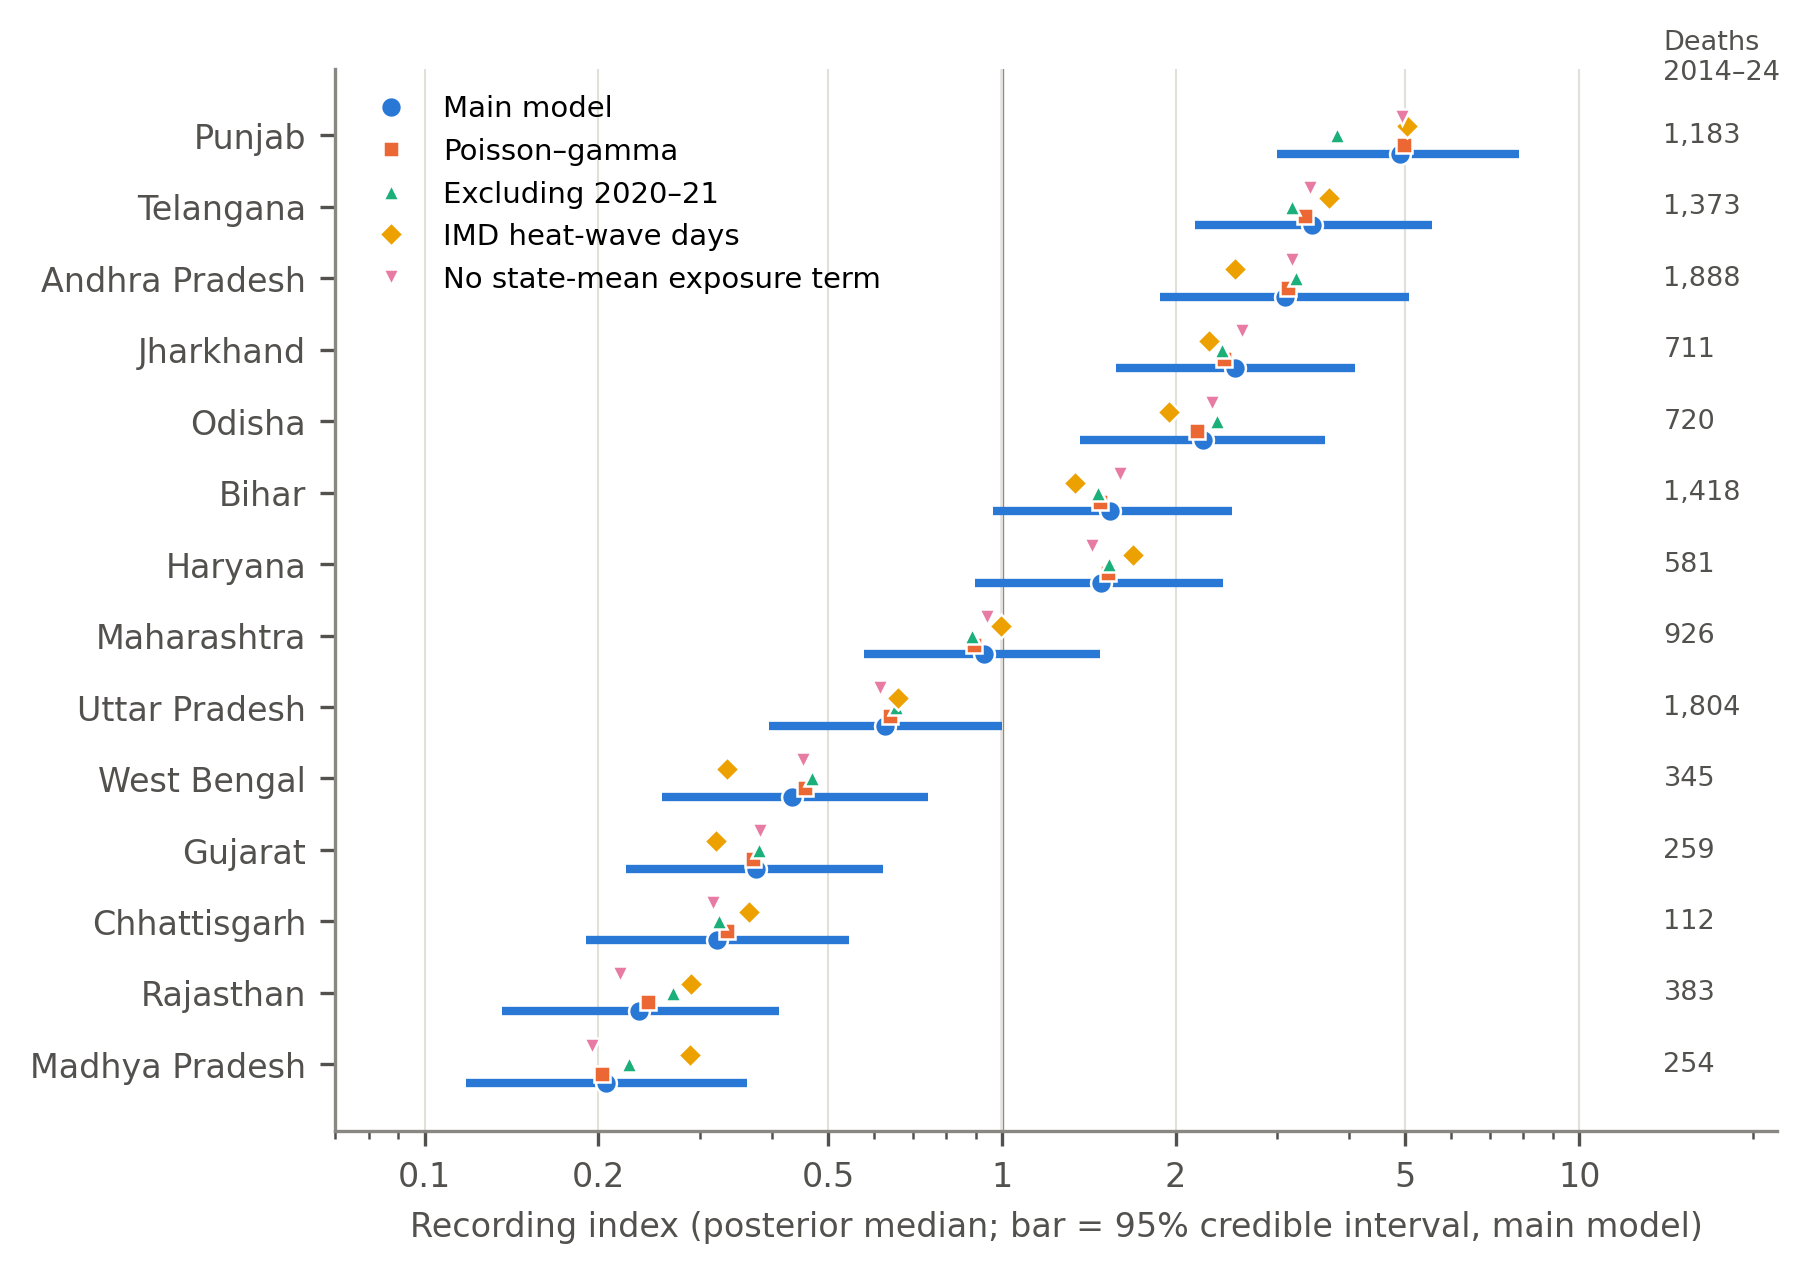 Deaths
2014–24
Main model
Poisson–gamma
Excluding 2020–21
IMD heat-wave days
No state-mean exposure term
Punjab 1,183
Telangana 1,373
Andhra Pradesh 1,888
Jharkhand 711
Odisha 720
Bihar 1,418
Haryana 581
Maharashtra 926
Uttar Pradesh 1,804
West Bengal 345
Gujarat 259
Chhattisgarh 112
Rajasthan 383
Madhya Pradesh 254
0.1 0.2 0.5 1 2 5 10
Recording index (posterior median; bar = 95% credible interval, main model)